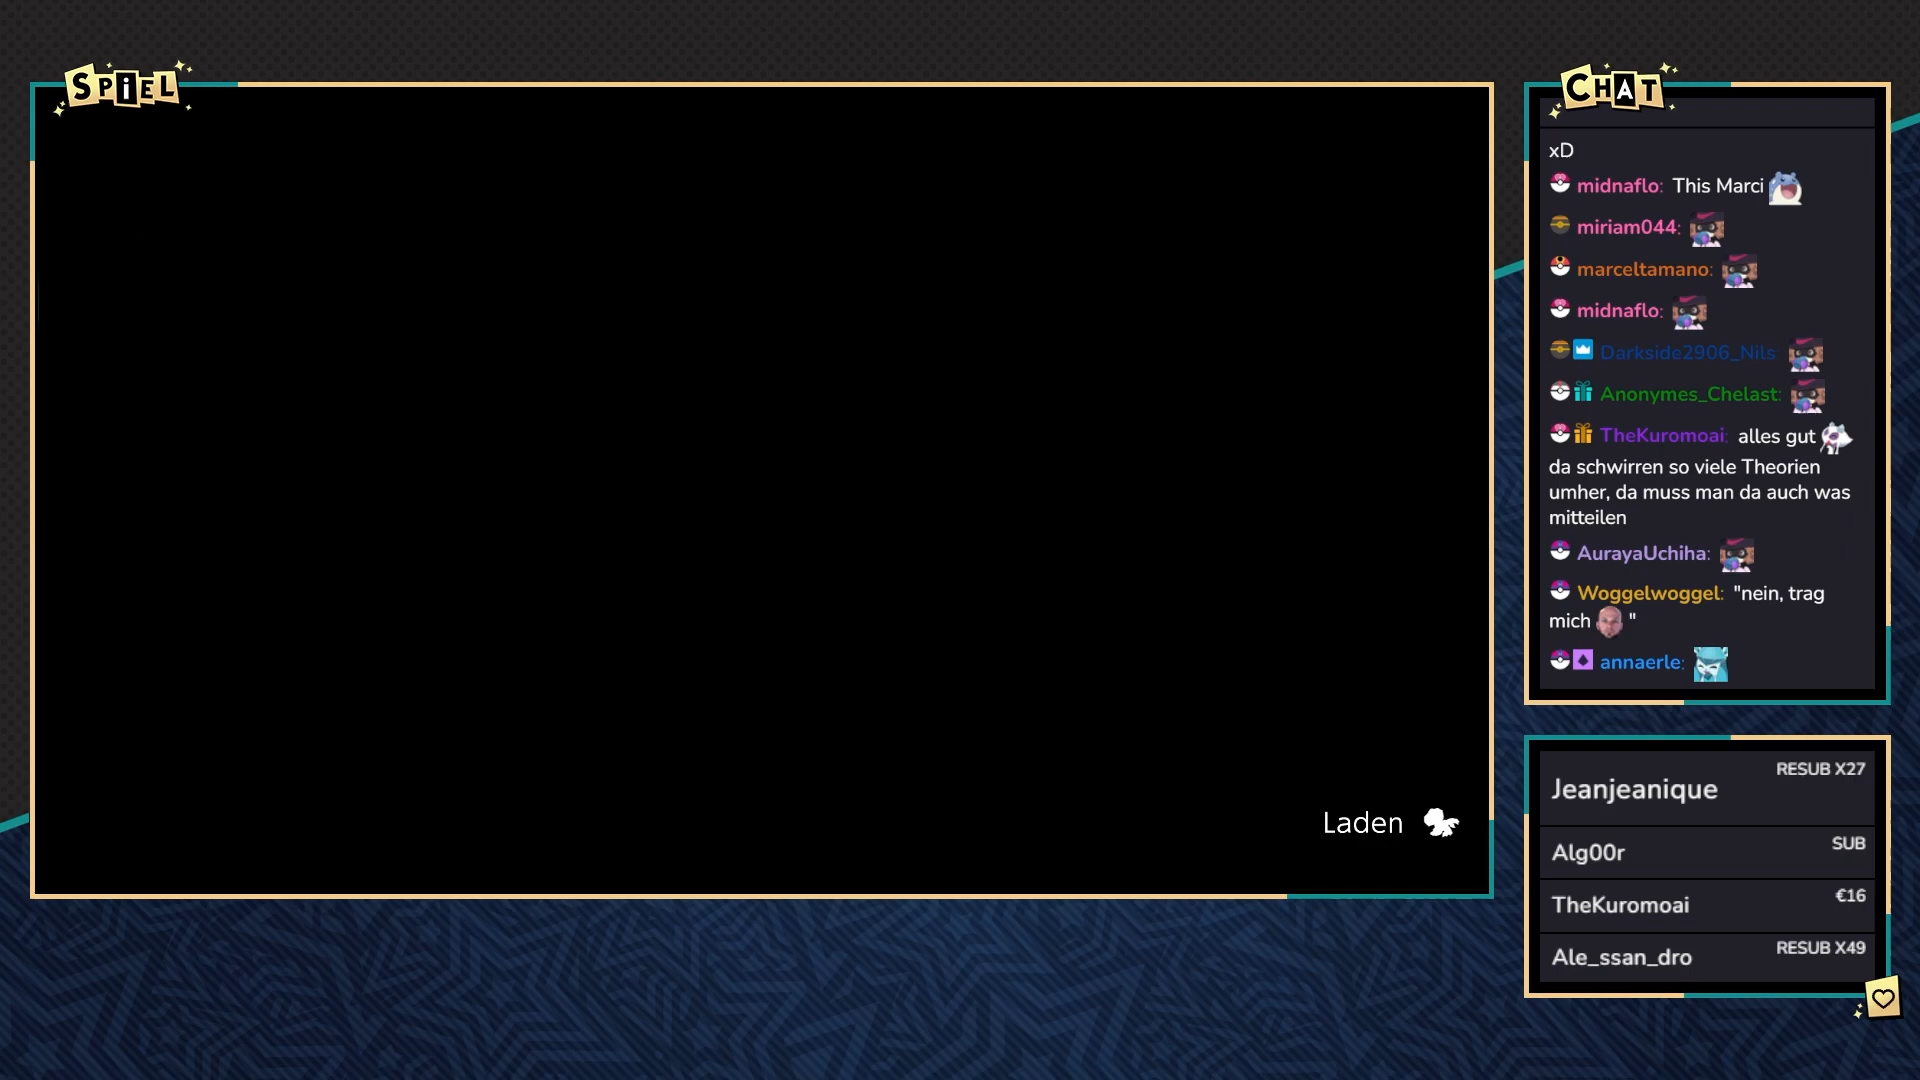 SPiEL
CHAT
xD
midnaflo: This Marci
miriam044:
marceltamano:
midnaflo:
Darkside2906_Nils
Anonymes_Chelast:
TheKuromoai: alles gut
da schwirren so viele Theorien
umher, da muss man da auch was
mitteilen
AurayaUchiha:
Woggelwoggel: "nein, trag
mich "
annaerle:
Laden
RESUB X27
Jeanjeanique
SUB
Alg00r
€16
TheKuromoai
RESUB X49
Ale_ssan_dro